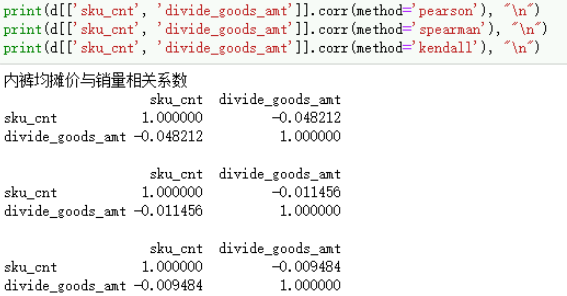 print(d[['sku_cnt', 'divide_goods_amt']].corr(method='pearson'), "\n")
print(d[['sku_cnt', 'divide_goods_amt']].corr(method='spearman'), "\n")
print(d[['sku_cnt', 'divide_goods_amt']].corr(method='kendall'), "\n")
内裤均摊价与销量相关系数
sku_cnt divide_goods_amt
sku_cnt 1.000000 -0.048212
divide_goods_amt -0.048212 1.000000
sku_cnt divide_goods_amt
sku_cnt 1.000000 -0.011456
divide_goods_amt -0.011456 1.000000
sku_cnt divide_goods_amt
sku_cnt 1.000000 -0.009484
divide_goods_amt -0.009484 1.000000